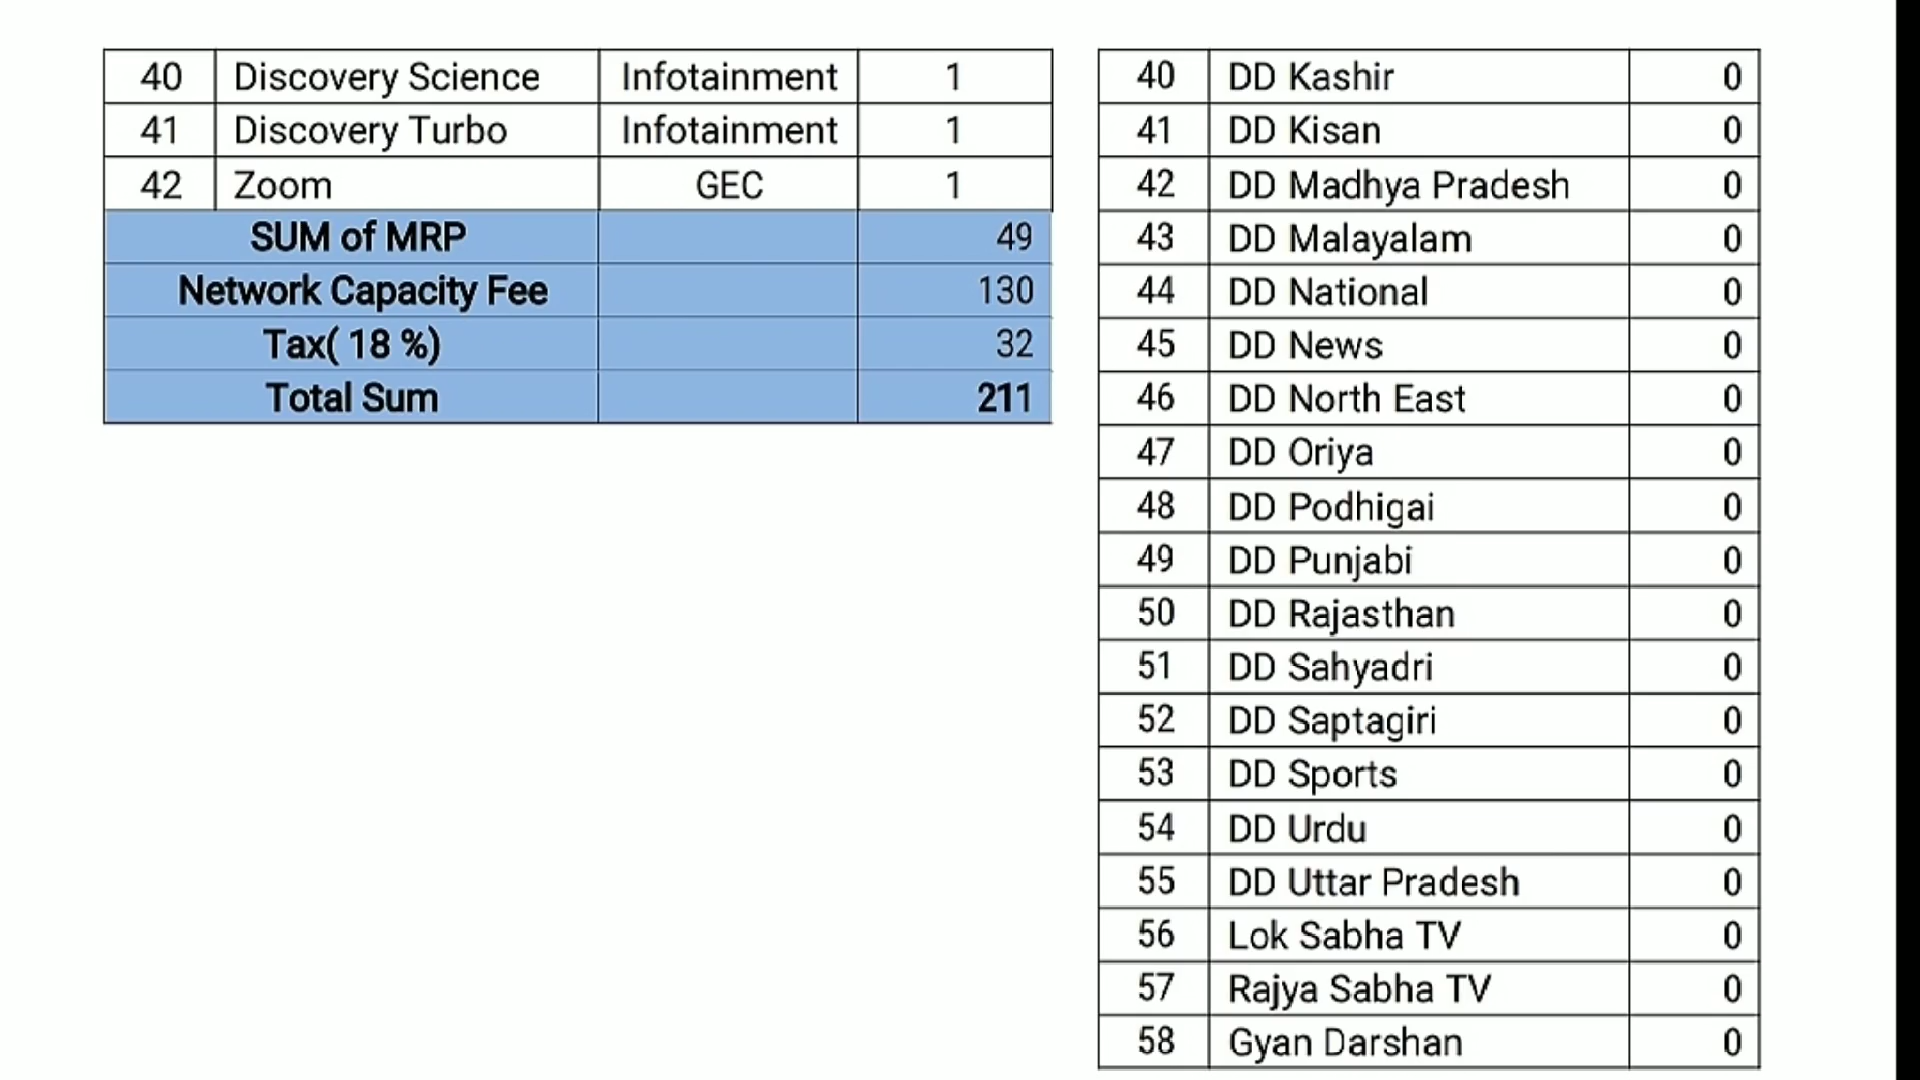 40 Discovery Science Infotainment 1
41 Discovery Turbo Infotainment 1
42 Zoom GEC 1
SUM of MRP 49
Network Capacity Fee 130
Tax( 18 %) 32
Total Sum 211
40 DD Kashir 0
41 DD Kisan 0
42 DD Madhya Pradesh 0
43 DD Malayalam 0
44 DD National 0
45 DD News 0
46 DD North East 0
47 DD Oriya 0
48 DD Podhigai 0
49 DD Punjabi 0
50 DD Rajasthan 0
51 DD Sahyadri 0
52 DD Saptagiri 0
53 DD Sports 0
54 DD Urdu 0
55 DD Uttar Pradesh 0
56 Lok Sabha TV 0
57 Rajya Sabha TV 0
58 Gyan Darshan 0